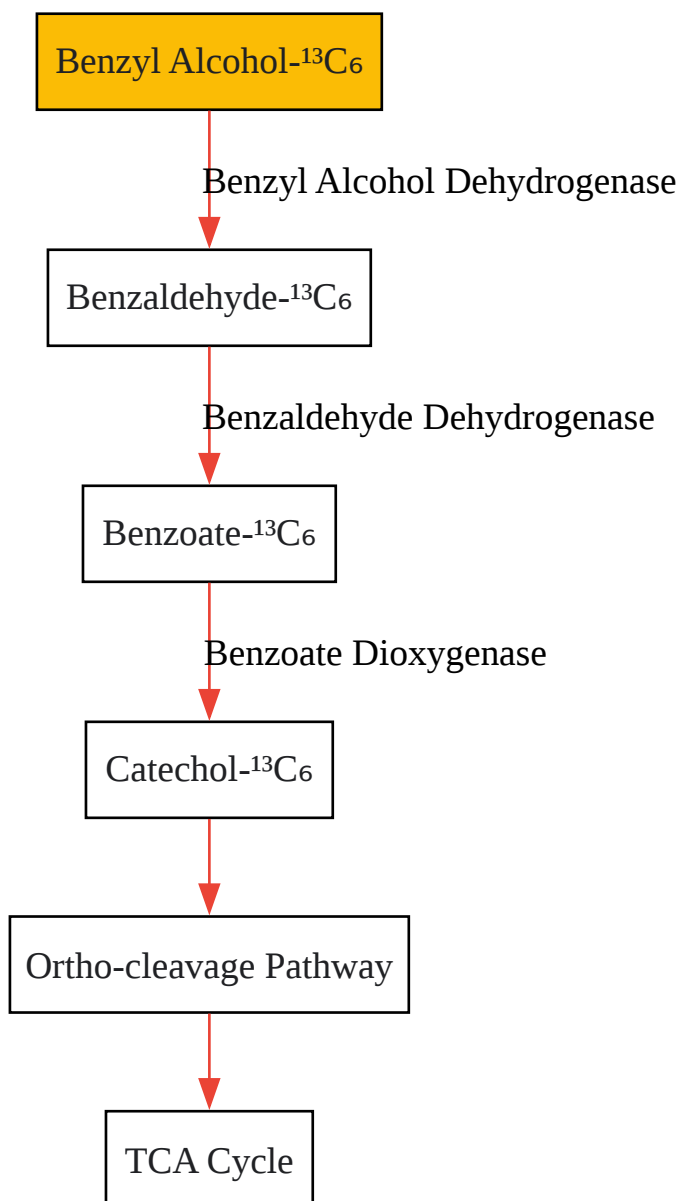 Benzyl Alcohol-¹³C₆
Benzyl Alcohol Dehydrogenase
Benzaldehyde-¹³C₆
Benzaldehyde Dehydrogenase
Benzoate-¹³C₆
Benzoate Dioxygenase
Catechol-¹³C₆
Ortho-cleavage Pathway
TCA Cycle